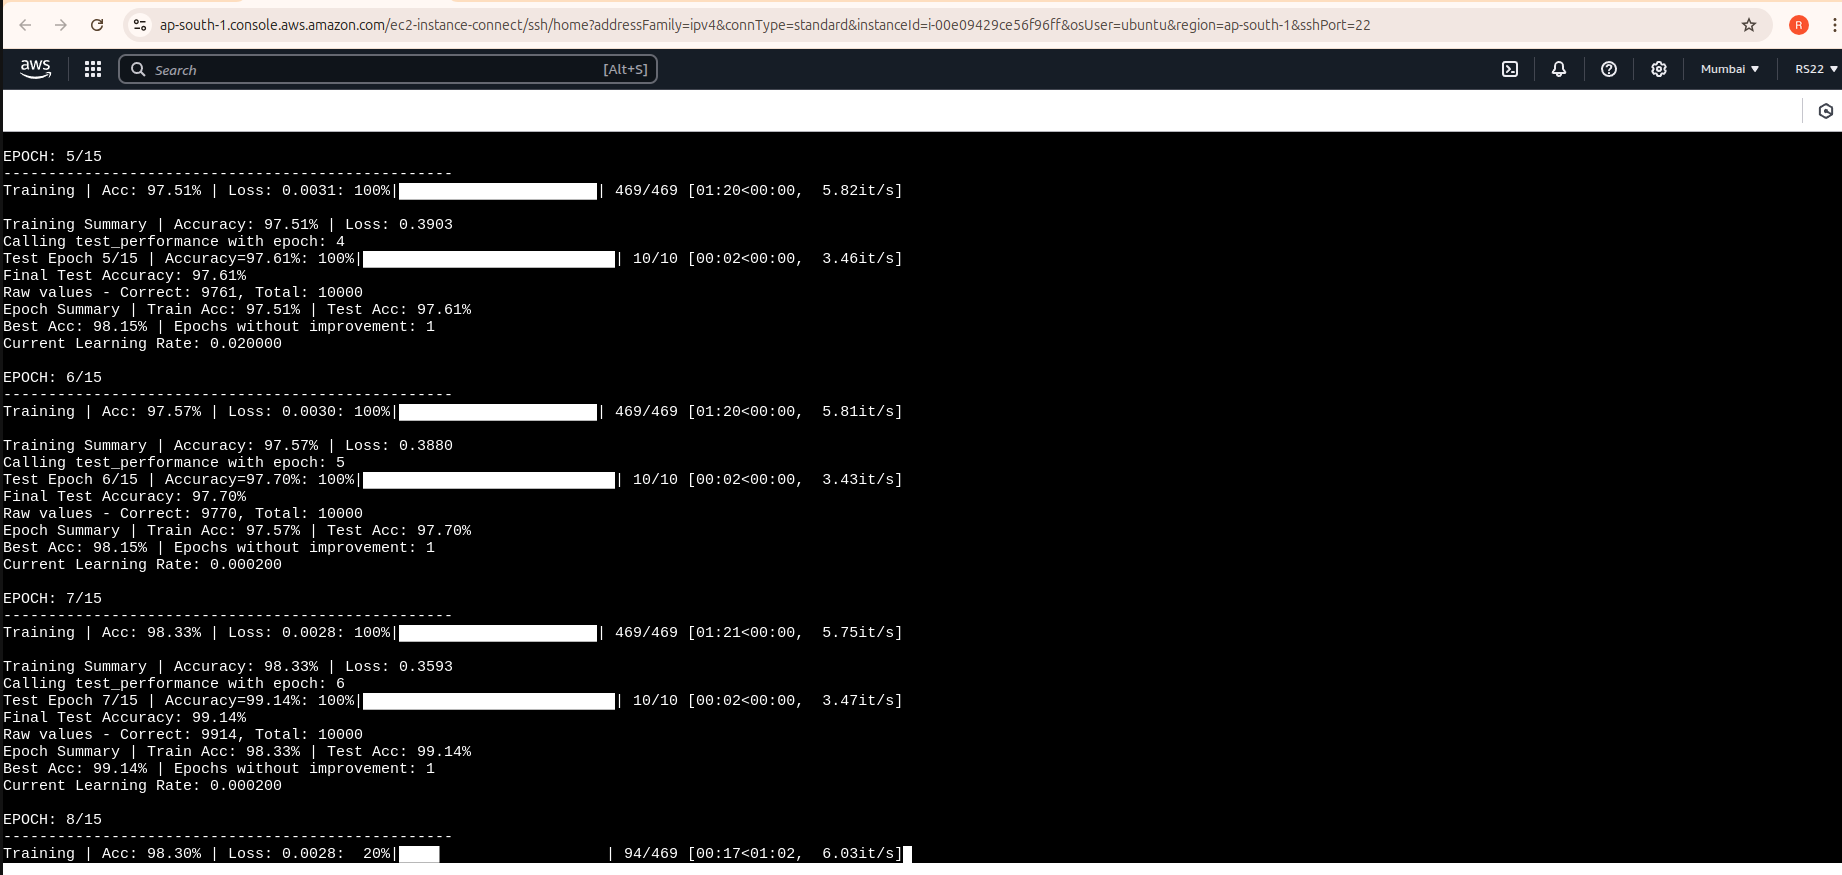 ap-south-1.console.aws.amazon.com/ec2-instance-connect/ssh/home?addressFamily=ipv4&connType=standard&instanceId=i-00e09429ce56f96ff&osUser=ubuntu&region=ap-south-1&sshPort=22
R
aws
Search
[Alt+S]
Mumbai
RS22
EPOCH: 5/15
--------------------------------------------------
Training | Acc: 97.51% | Loss: 0.0031: 100%| | 469/469 [01:20<00:00,  5.82it/s]
Training Summary | Accuracy: 97.51% | Loss: 0.3903
Calling test_performance with epoch: 4
Test Epoch 5/15 | Accuracy=97.61%: 100%| | 10/10 [00:02<00:00,  3.46it/s]
Final Test Accuracy: 97.61%
Raw values - Correct: 9761, Total: 10000
Epoch Summary | Train Acc: 97.51% | Test Acc: 97.61%
Best Acc: 98.15% | Epochs without improvement: 1
Current Learning Rate: 0.020000
EPOCH: 6/15
--------------------------------------------------
Training | Acc: 97.57% | Loss: 0.0030: 100%| | 469/469 [01:20<00:00,  5.81it/s]
Training Summary | Accuracy: 97.57% | Loss: 0.3880
Calling test_performance with epoch: 5
Test Epoch 6/15 | Accuracy=97.70%: 100%| | 10/10 [00:02<00:00,  3.43it/s]
Final Test Accuracy: 97.70%
Raw values - Correct: 9770, Total: 10000
Epoch Summary | Train Acc: 97.57% | Test Acc: 97.70%
Best Acc: 98.15% | Epochs without improvement: 1
Current Learning Rate: 0.000200
EPOCH: 7/15
--------------------------------------------------
Training | Acc: 98.33% | Loss: 0.0028: 100%| | 469/469 [01:21<00:00,  5.75it/s]
Training Summary | Accuracy: 98.33% | Loss: 0.3593
Calling test_performance with epoch: 6
Test Epoch 7/15 | Accuracy=99.14%: 100%| | 10/10 [00:02<00:00,  3.47it/s]
Final Test Accuracy: 99.14%
Raw values - Correct: 9914, Total: 10000
Epoch Summary | Train Acc: 98.33% | Test Acc: 99.14%
Best Acc: 99.14% | Epochs without improvement: 1
Current Learning Rate: 0.000200
EPOCH: 8/15
--------------------------------------------------
Training | Acc: 98.30% | Loss: 0.0028:  20%| | 94/469 [00:17<01:02,  6.03it/s]